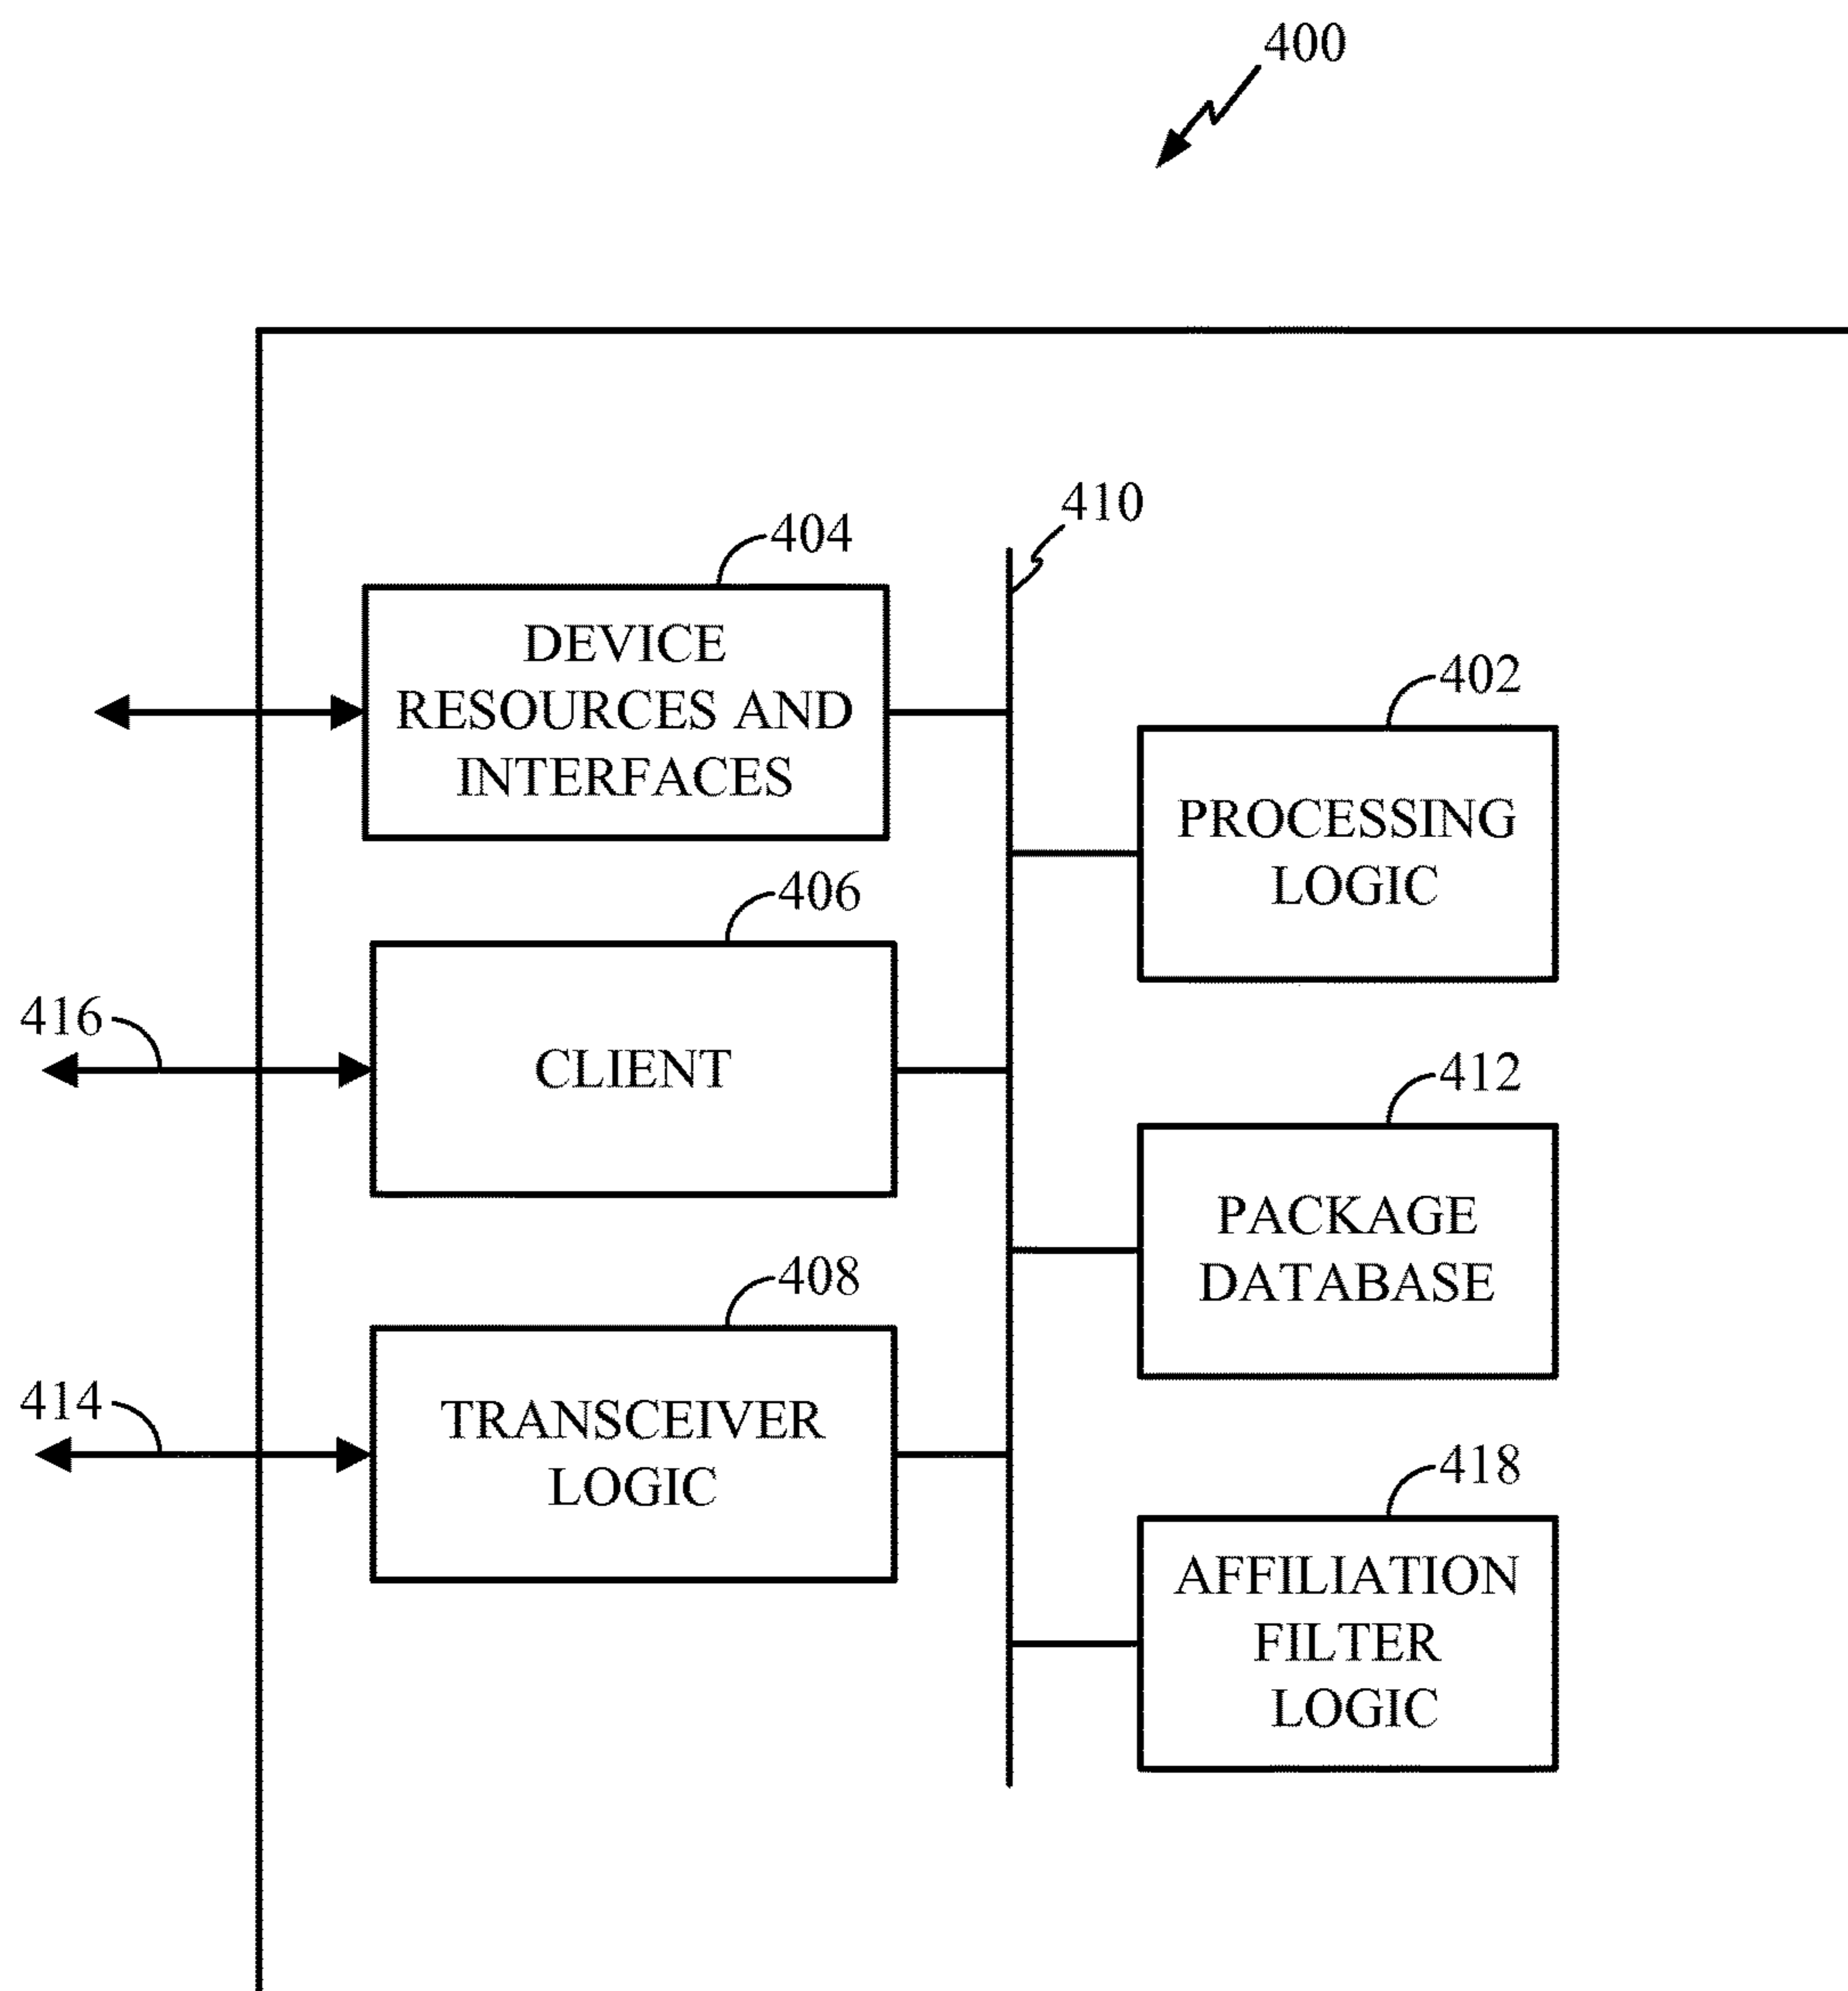 400
410
404
DEVICE
RESOURCES AND
INTERFACES
402
PROCESSING
LOGIC
406
416
CLIENT
412
PACKAGE
DATABASE
408
414
TRANSCEIVER
LOGIC
418
AFFILIATION
FILTER
LOGIC